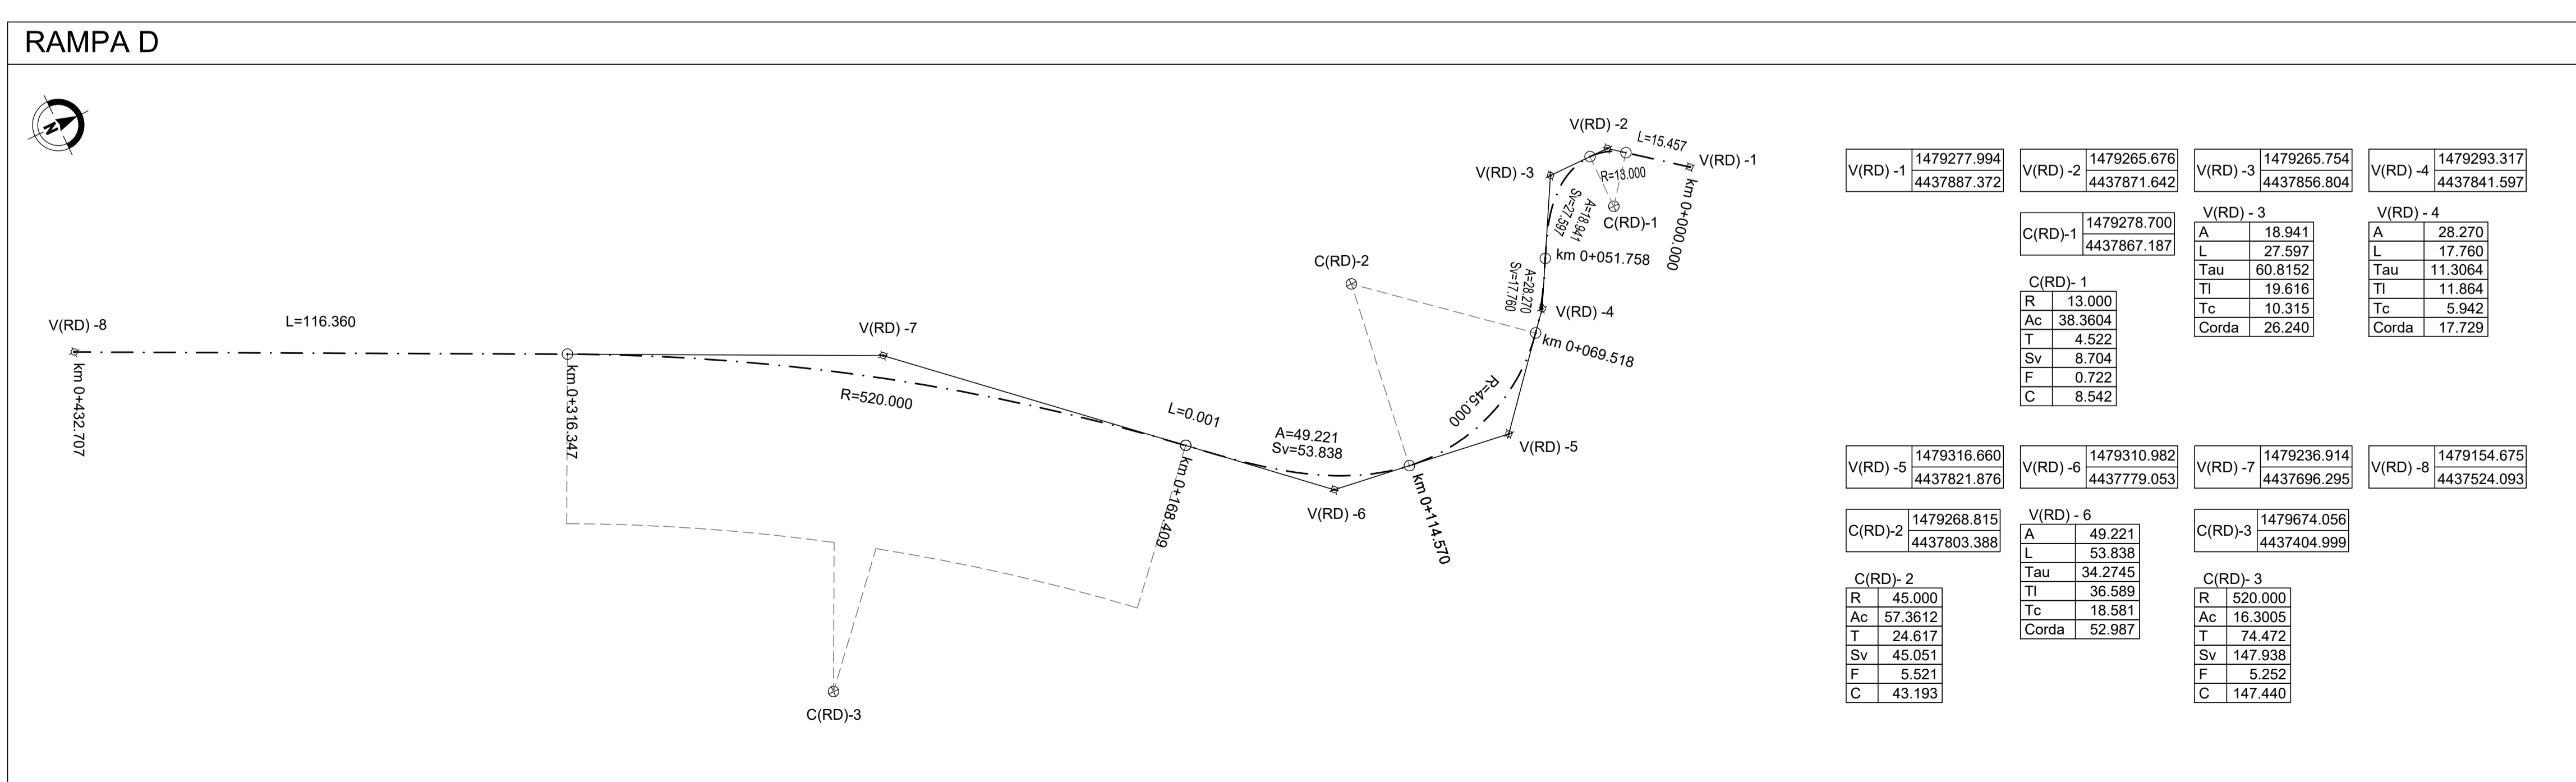 RAMPA D
N
V(RD) -8
L=116.360
km 0+432.707
km 0+316.347
V(RD) -7
R=520.000
L=0.001
km 0+168.409
A=49.221
Sv=53.838
V(RD) -6
km 0+114.570
R=45.000
V(RD) -5
C(RD)-2
km 0+069.518
V(RD) -4
A=28.270
Sv=17.760
km 0+051.758
A=18.941
Sv=27.597
V(RD) -3
V(RD) -2
R=13.000
C(RD)-1
L=15.457
V(RD) -1
km 0+000.000
C(RD)-3
V(RD) -1 1479277.994
4437887.372
V(RD) -2 1479265.676
4437871.642
V(RD) -3 1479265.754
4437856.804
V(RD) -4 1479293.317
4437841.597
C(RD)-1 1479278.700
4437867.187
C(RD)- 1
R 13.000
Ac 38.3604
T 4.522
Sv 8.704
F 0.722
C 8.542
V(RD) - 3
A 18.941
L 27.597
Tau 60.8152
Tl 19.616
Tc 10.315
Corda 26.240
V(RD) - 4
A 28.270
L 17.760
Tau 11.3064
Tl 11.864
Tc 5.942
Corda 17.729
V(RD) -5 1479316.660
4437821.876
V(RD) -6 1479310.982
4437779.053
V(RD) -7 1479236.914
4437696.295
V(RD) -8 1479154.675
4437524.093
C(RD)-2 1479268.815
4437803.388
C(RD)- 2
R 45.000
Ac 57.3612
T 24.617
Sv 45.051
F 5.521
C 43.193
V(RD) - 6
A 49.221
L 53.838
Tau 34.2745
Tl 36.589
Tc 18.581
Corda 52.987
C(RD)-3 1479674.056
4437404.999
C(RD)- 3
R 520.000
Ac 16.3005
T 74.472
Sv 147.938
F 5.252
C 147.440